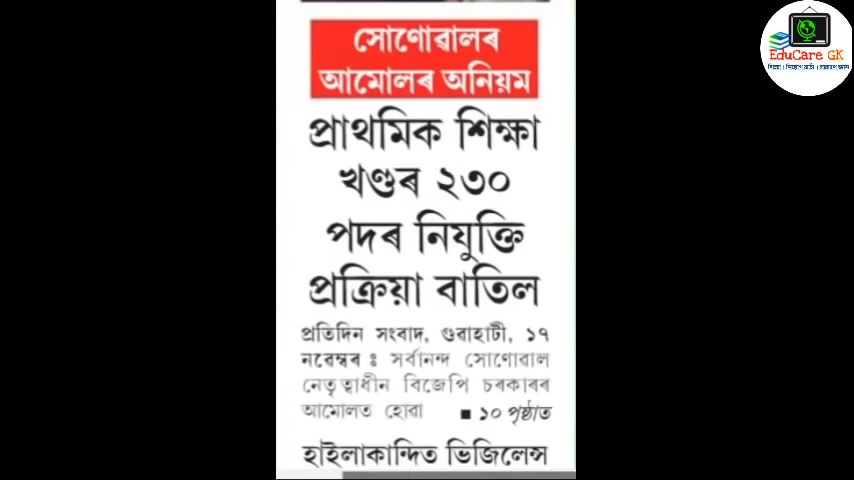 সোণোৱালৰ
আমোলৰ অনিয়ম
প্ৰাথমিক শিক্ষা
খণ্ডৰ ২৩০
পদৰ নিযুক্তি
প্ৰক্ৰিয়া বাতিল
প্ৰতিদিন সংবাদ, গুৱাহাটী, ১৭
নৱেম্বৰ ঃ সৰ্বানন্দ সোণোৱাল
নেতৃত্বাধীন বিজেপি চৰকাৰৰ
আমোলত হোৱা ■ ১০ পৃষ্ঠাত
হাইলাকান্দিত ভিজিলেন্স
EduCare GK